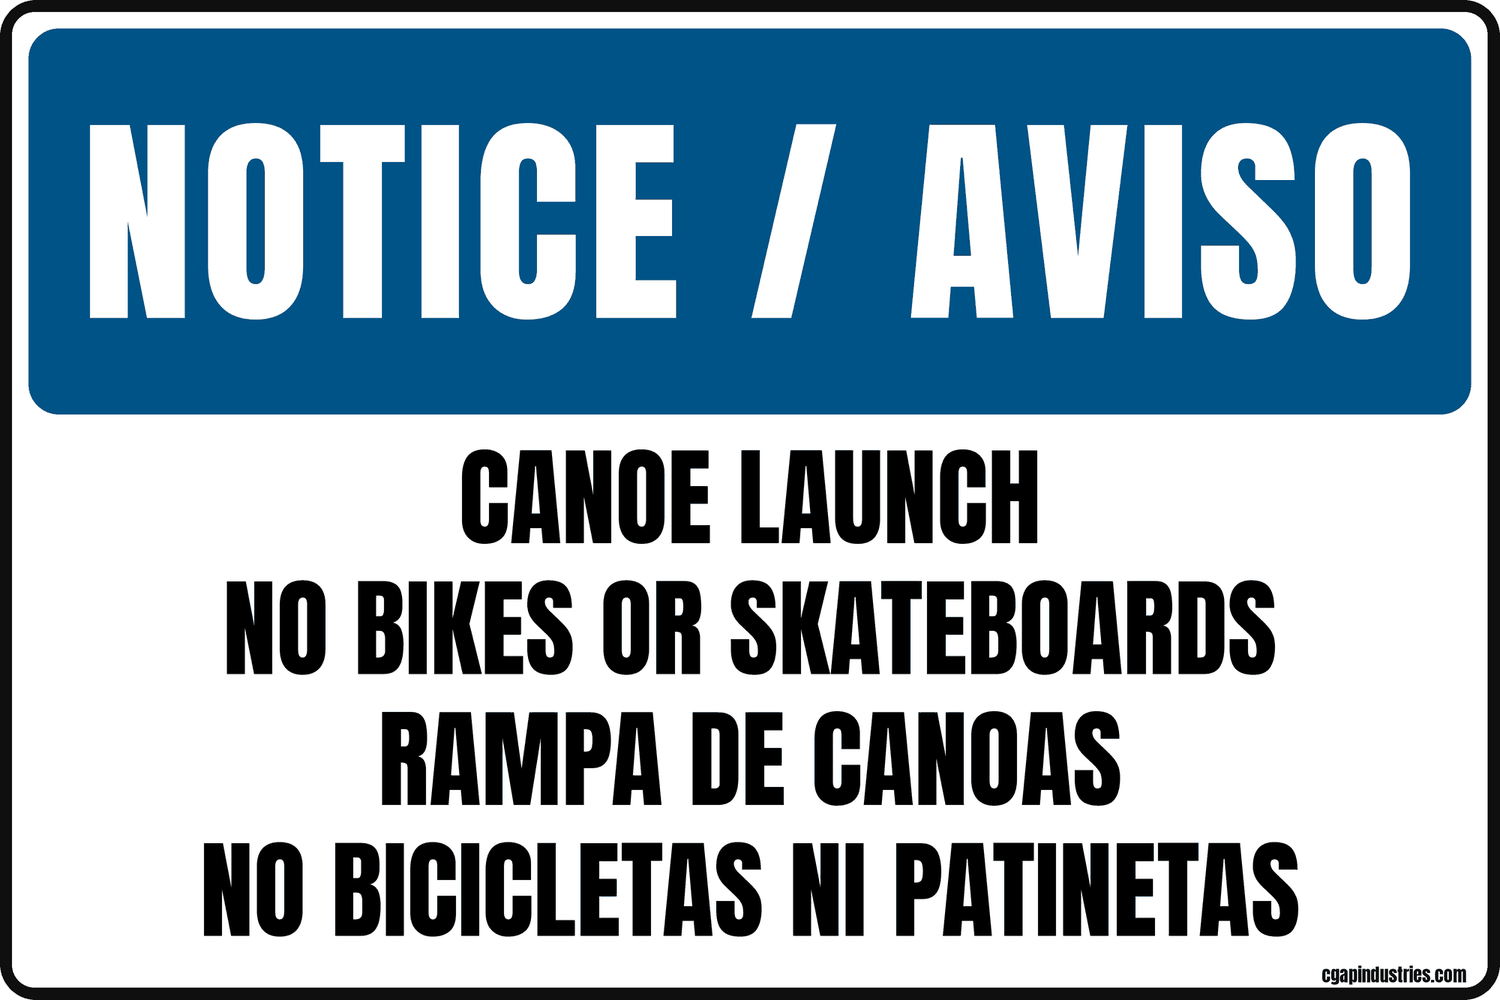 NOTICE / AVISO
CANOE LAUNCH
NO BIKES OR SKATEBOARDS
RAMPA DE CANOAS
NO BICICLETAS NI PATINETAS
cgapindustries.com